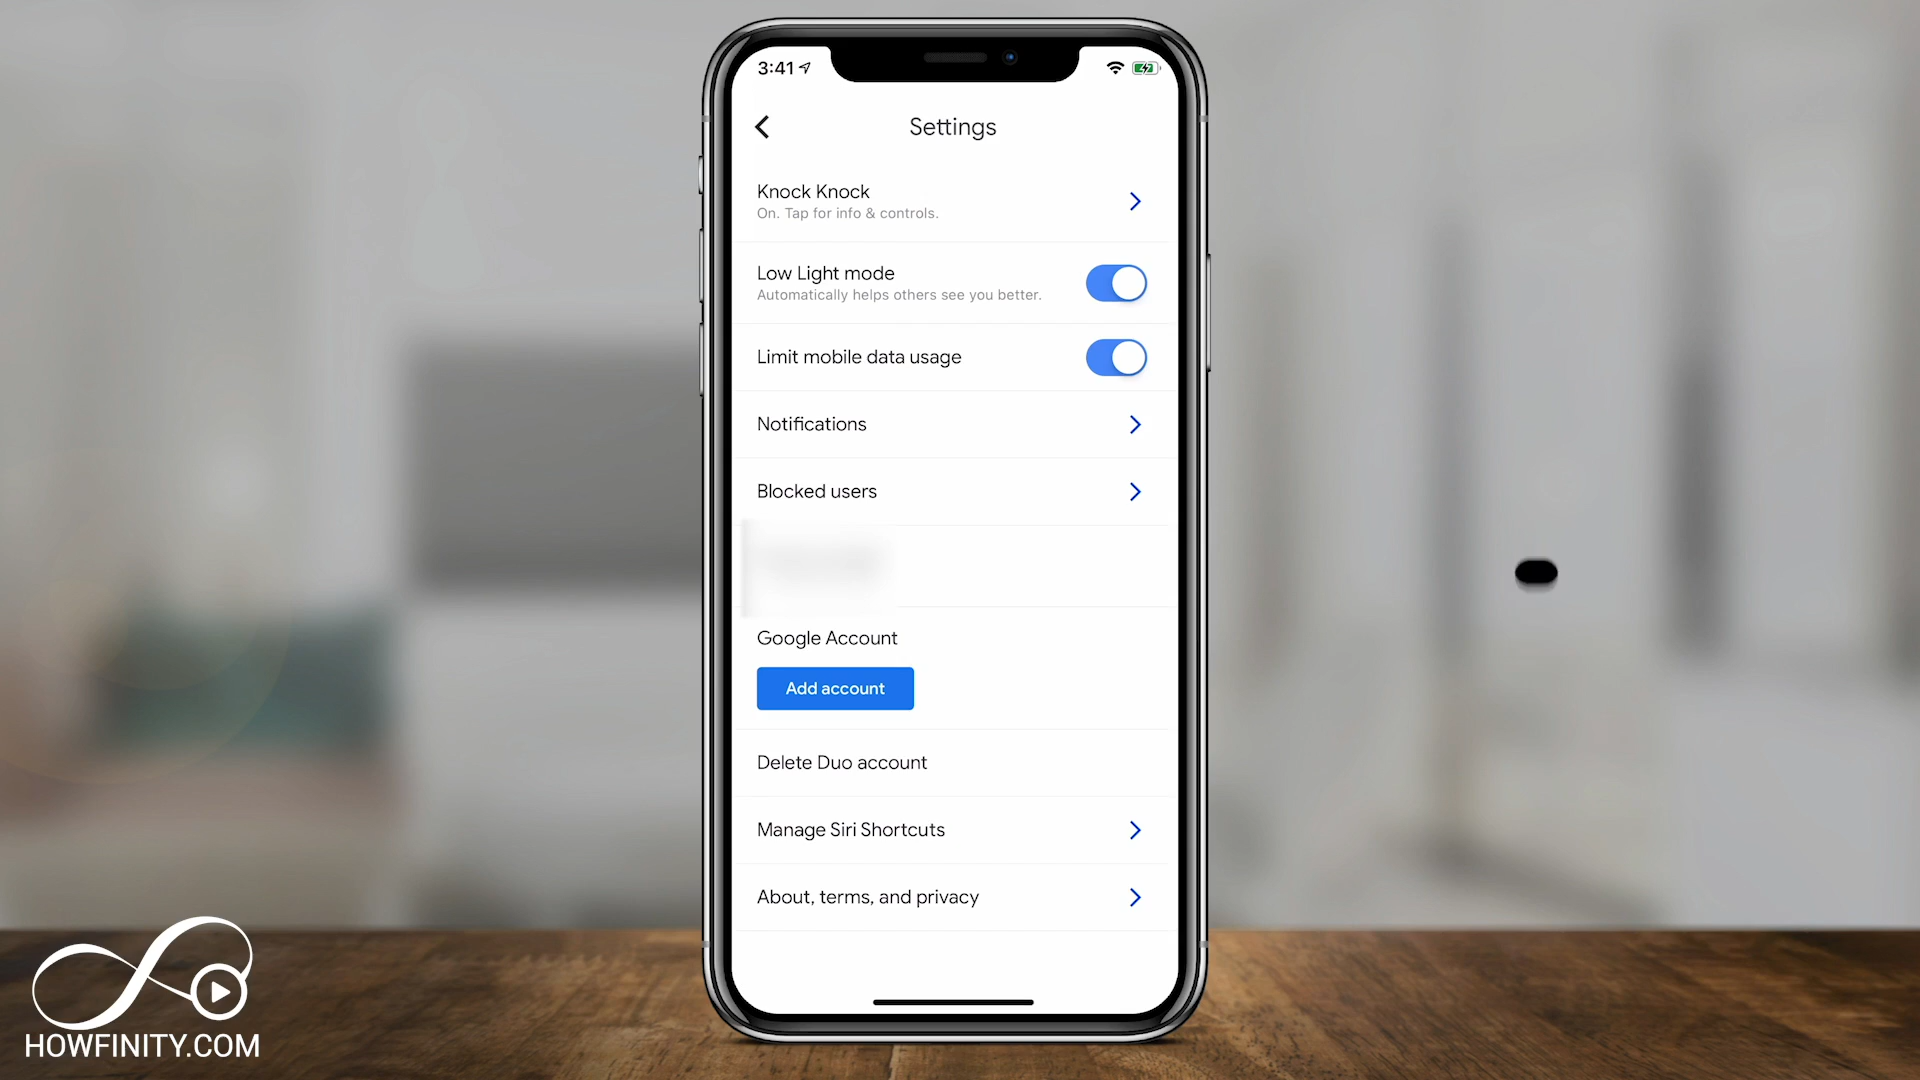 3:41
Settings
Knock Knock
On. Tap for info & controls.
Low Light mode
Automatically helps others see you better.
Limit mobile data usage
Notifications
Blocked users
Google Account
Add account
Delete Duo account
Manage Siri Shortcuts
About, terms, and privacy
HOWFINITY.COM